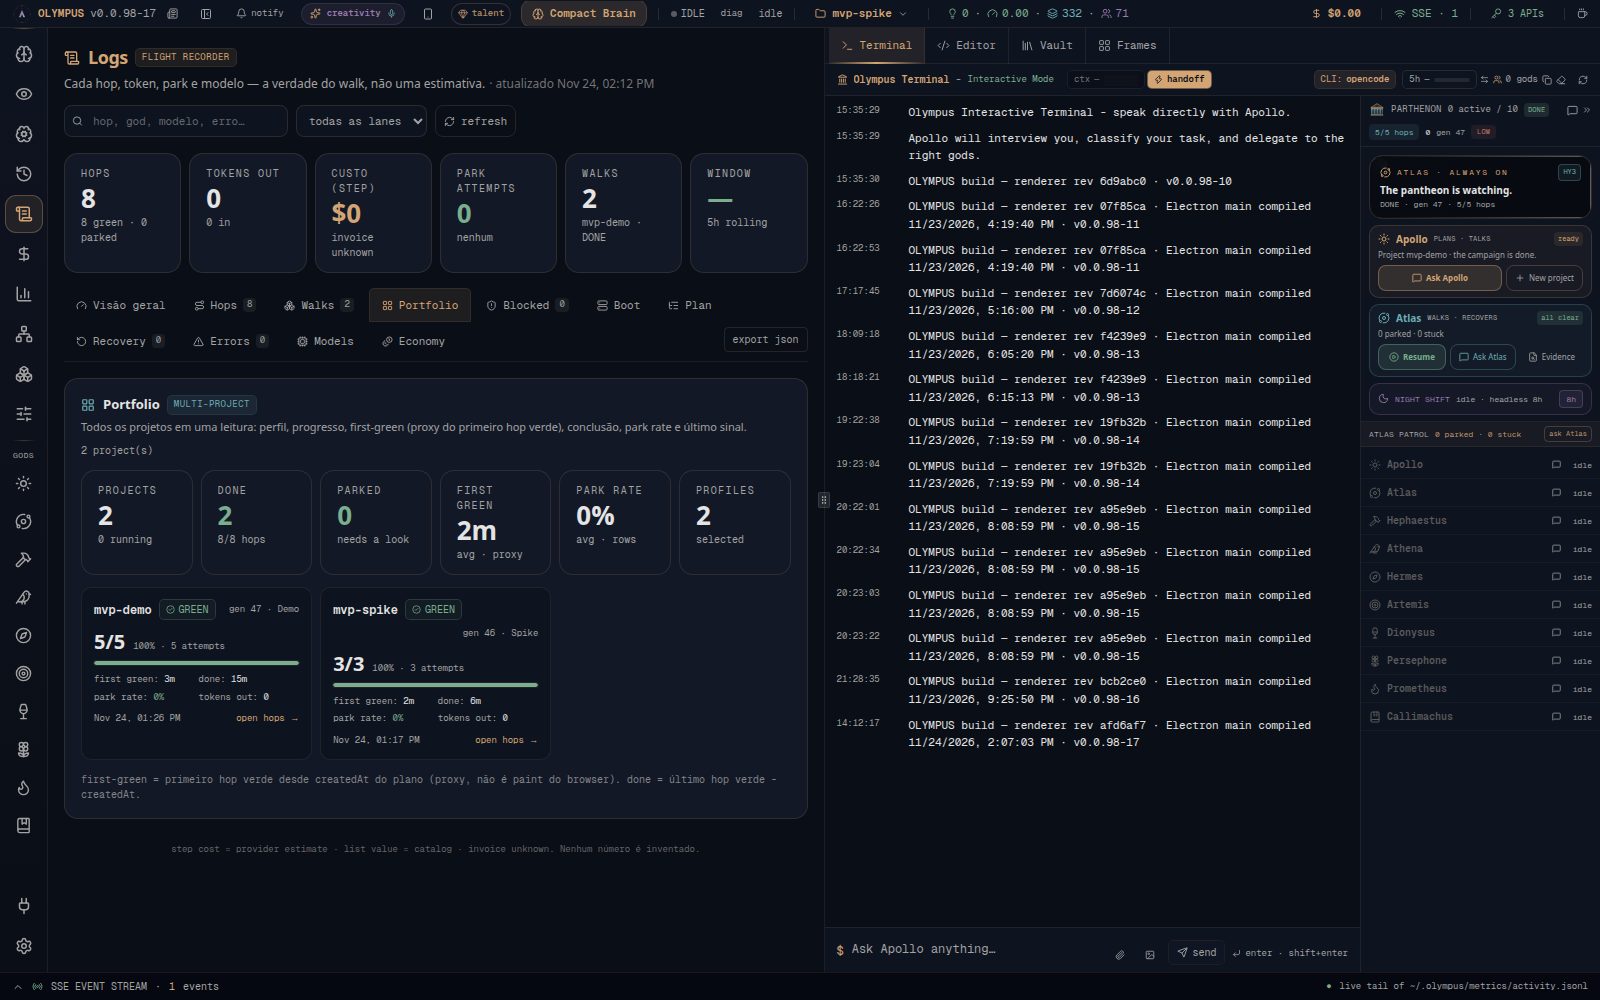 OLYMPUS v0.0.98-17 notify creativity talent Compact Brain IDLE diag idle mvp-spike 0 · 0.00 · 332 · 71 $ $0.00 SSE · 1 3 APIs
GODS
Logs FLIGHT RECORDER
Cada hop, token, park e modelo — a verdade do walk, não uma estimativa. · atualizado Nov 24, 02:12 PM
hop, god, modelo, erro… todas as lanes refresh
HOPS
8
8 green · 0
parked
TOKENS OUT
0
0 in
CUSTO
(STEP)
$0
invoice
unknown
PARK
ATTEMPTS
0
nenhum
WALKS
2
mvp-demo ·
DONE
WINDOW
—
5h rolling
Visão geral Hops 8 Walks 2 Portfolio Blocked 0 Boot Plan
Recovery 0 Errors 0 Models Economy export json
Portfolio MULTI-PROJECT
Todos os projetos em uma leitura: perfil, progresso, first-green (proxy do primeiro hop verde), conclusão, park rate e último sinal.
2 project(s)
PROJECTS
2
0 running
DONE
2
8/8 hops
PARKED
0
needs a look
FIRST
GREEN
2m
avg · proxy
PARK RATE
0%
avg · rows
PROFILES
2
selected
mvp-demo GREEN gen 47 · Demo
5/5 100% · 5 attempts
first green: 3m done: 15m
park rate: 0% tokens out: 0
Nov 24, 01:26 PM open hops →
mvp-spike GREEN
gen 46 · Spike
3/3 100% · 3 attempts
first green: 2m done: 6m
park rate: 0% tokens out: 0
Nov 24, 01:17 PM open hops →
first-green = primeiro hop verde desde createdAt do plano (proxy, não é paint do browser). done = último hop verde −
createdAt.
step cost = provider estimate · list value = catalog · invoice unknown. Nenhum número é inventado.
Terminal Editor Vault Frames
Olympus Terminal – Interactive Mode ctx — handoff CLI: opencode 5h — 0 gods
15:35:29 Olympus Interactive Terminal - speak directly with Apollo.
15:35:29 Apollo will interview you, classify your task, and delegate to the
right gods.
15:35:30 OLYMPUS build — renderer rev 6d9abc0 · v0.0.98-10
16:22:26 OLYMPUS build — renderer rev 07f85ca · Electron main compiled
11/23/2026, 4:19:40 PM · v0.0.98-11
16:22:53 OLYMPUS build — renderer rev 07f85ca · Electron main compiled
11/23/2026, 4:19:40 PM · v0.0.98-11
17:17:45 OLYMPUS build — renderer rev 7d6074c · Electron main compiled
11/23/2026, 5:16:00 PM · v0.0.98-12
18:09:18 OLYMPUS build — renderer rev f4239e9 · Electron main compiled
11/23/2026, 6:05:20 PM · v0.0.98-13
18:18:21 OLYMPUS build — renderer rev f4239e9 · Electron main compiled
11/23/2026, 6:15:13 PM · v0.0.98-13
19:22:38 OLYMPUS build — renderer rev 19fb32b · Electron main compiled
11/23/2026, 7:19:59 PM · v0.0.98-14
19:23:04 OLYMPUS build — renderer rev 19fb32b · Electron main compiled
11/23/2026, 7:19:59 PM · v0.0.98-14
20:22:01 OLYMPUS build — renderer rev a95e9eb · Electron main compiled
11/23/2026, 8:08:59 PM · v0.0.98-15
20:22:34 OLYMPUS build — renderer rev a95e9eb · Electron main compiled
11/23/2026, 8:08:59 PM · v0.0.98-15
20:23:03 OLYMPUS build — renderer rev a95e9eb · Electron main compiled
11/23/2026, 8:08:59 PM · v0.0.98-15
20:23:22 OLYMPUS build — renderer rev a95e9eb · Electron main compiled
11/23/2026, 8:08:59 PM · v0.0.98-15
21:28:35 OLYMPUS build — renderer rev bcb2ce0 · Electron main compiled
11/23/2026, 9:25:50 PM · v0.0.98-16
14:12:17 OLYMPUS build — renderer rev afd6af7 · Electron main compiled
11/24/2026, 2:07:03 PM · v0.0.98-17
$ Ask Apollo anything… send enter · shift+enter
PARTHENON 0 active / 10 DONE
5/5 hops 0 gen 47 LOW
ATLAS · ALWAYS ON HY3
The pantheon is watching.
DONE · gen 47 · 5/5 hops
Apollo PLANS · TALKS ready
Project mvp-demo · the campaign is done.
Ask Apollo New project
Atlas WALKS · RECOVERS all clear
0 parked · 0 stuck
Resume Ask Atlas Evidence
NIGHT SHIFT idle · headless 8h 8h
ATLAS PATROL 0 parked · 0 stuck ask Atlas
Apollo idle
Atlas idle
Hephaestus idle
Athena idle
Hermes idle
Artemis idle
Dionysus idle
Persephone idle
Prometheus idle
Callimachus idle
SSE EVENT STREAM · 1 events live tail of ~/.olympus/metrics/activity.jsonl